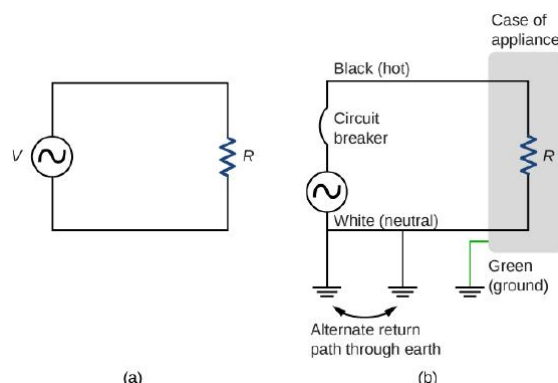 V
R
(a)
Case of
appliance
Black (hot)
Circuit
breaker
R
White (neutral)
Green
(ground)
Alternate return
path through earth
(b)